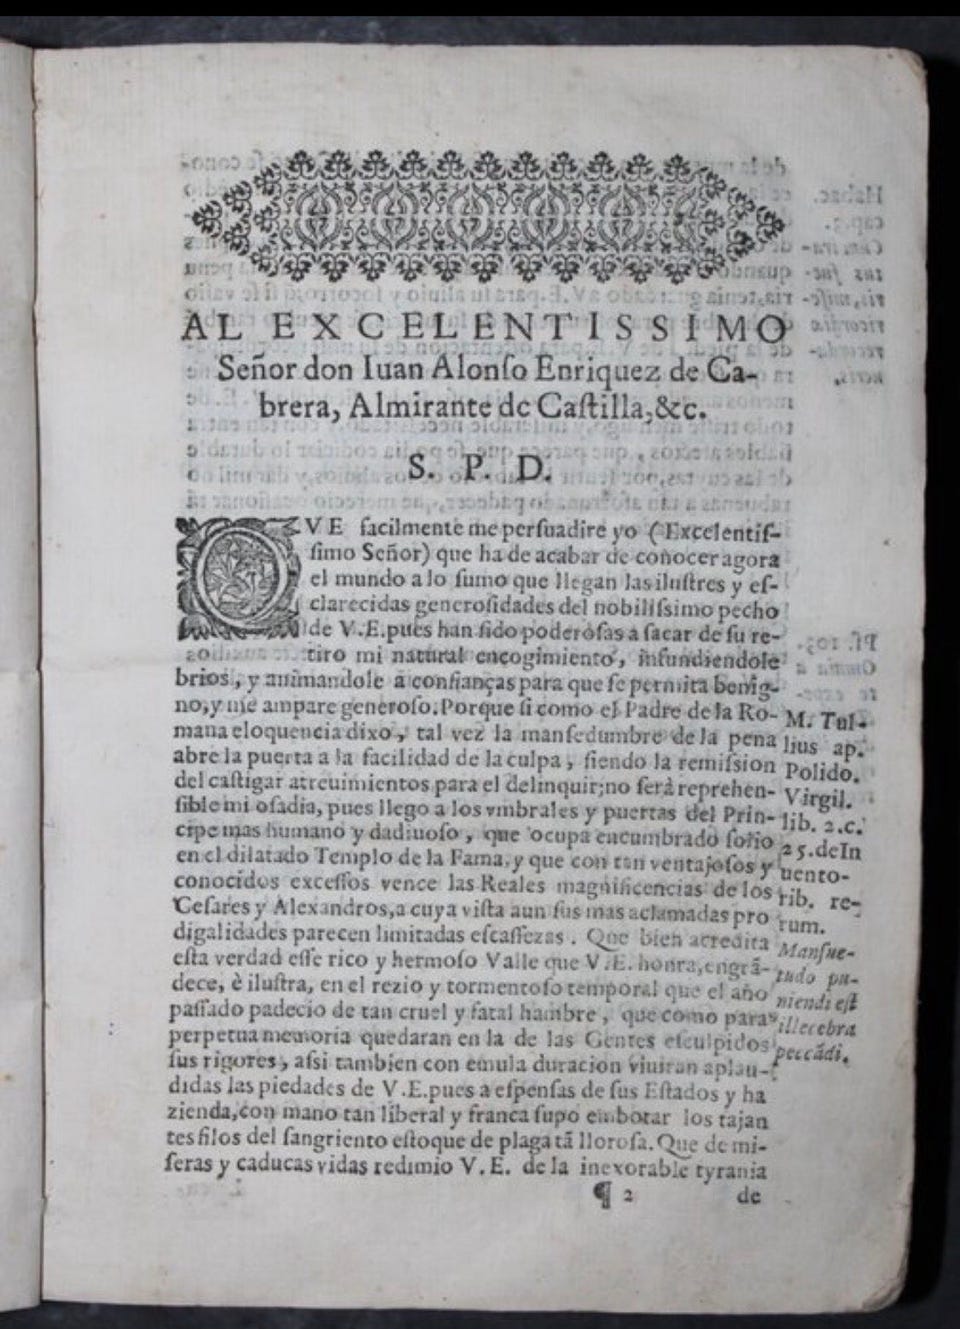 AL EXCELENTISSIMO
Señor don Iuan Alonſo Enriquez de Ca-
brera, Almirante de Caſtilla, &c.
S. P. D.
QVE facilmente me perſuadire yo (Excelentiſ-
ſimo Señor) que ha de acabar de conocer agora
el mundo a lo ſumo que llegan las iluſtres y eſ-
clarecidas generoſidades del nobiliſsimo pecho
de V.E. pues han ſido poderoſas a ſacar de ſu re-
tiro mi natural encogimiento, infundiendole
brios, y animandole a confianças para que ſe permita benig-
no, y me ampare generoſo. Porque ſi como el Padre de la Ro-
mana eloquencia dixo, tal vez la manſedumbre de la pena
abre la puerta a la facilidad de la culpa, ſiendo la remiſsion
del caſtigar atreuimientos para el delinquir; no ſerà reprehen-
ſible mi oſadia, pues llego a los vmbrales y puertas del Prin-
cipe mas humano y dadiuoſo, que ocupa encumbrado ſolio
en el dilatado Templo de la Fama, y que con tan ventajoſos y
conocidos exceſſos vence las Reales magnificencias de los
Ceſares y Alexandros, a cuya viſta aun ſus mas aclamadas pro
digalidades parecen limitadas eſcaſſezas. Que bien acredita
eſta verdad eſſe rico y hermoſo Valle que V.E. honra, engrã-
dece, è iluſtra, en el rezio y tormentoſo temporal que el año
paſſado padecio de tan cruel y fatal hambre, que como para
perpetua memoria quedaran en la de las Gentes eſculpidos
ſus rigores, aſsi tambien con emula duracion viuiran aplau-
didas las piedades de V.E. pues a eſpenſas de ſus Eſtados y ha
zienda, con mano tan liberal y franca ſupo embotar los tajan
tes filos del ſangriento eſtoque de plaga tã lloroſa. Que de mi-
ſeras y caducas vidas redimio V.E. de la inexorable tyrania
¶ 2 de
M. Tul-
lius ap.
Polido.
Virgil.
lib. 2. c.
25. de In
uento-
rib. re-
rum.
Manſue-
tudo pu-
niendi eſt
illecebra
peccãdi.